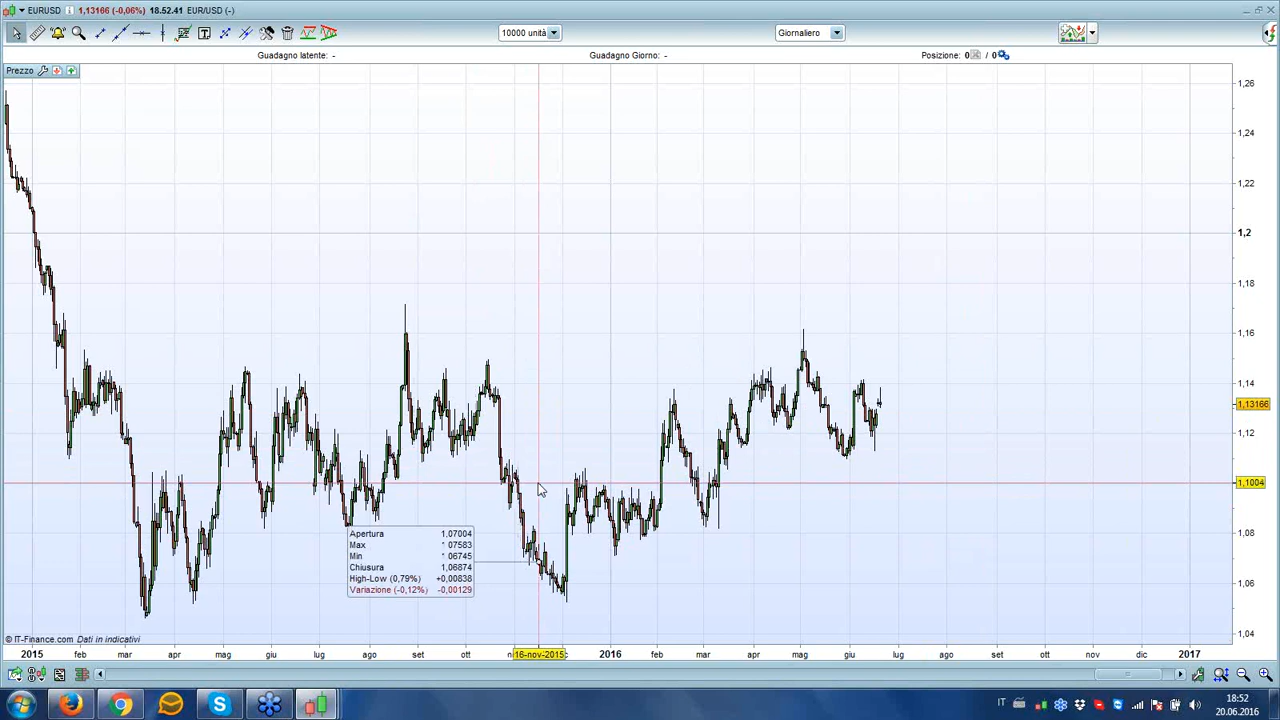 EURUSD 1,13166 (-0,06%) 18.52.41 EUR/USD (-)
10000 unità Giornaliero
Guadagno latente: - Guadagno Giorno: - Posizione: 0 / 0
Prezzo
1,26
1,24
1,22
1,2
1,18
1,16
1,14
1,13166
1,12
1,1004
1,08
1,06
1,04
Apertura 1,07004
Max 1,07583
Min 1,06745
Chiusura 1,06874
High-Low (0,79%) +0,00838
Variazione (-0,12%) -0,00129
© IT-Finance.com Dati in indicativi
2015 feb mar apr mag giu lug ago set ott 16-nov-2015 2016 feb mar apr mag giu lug ago set ott nov dic 2017
IT 18:52
20.06.2016